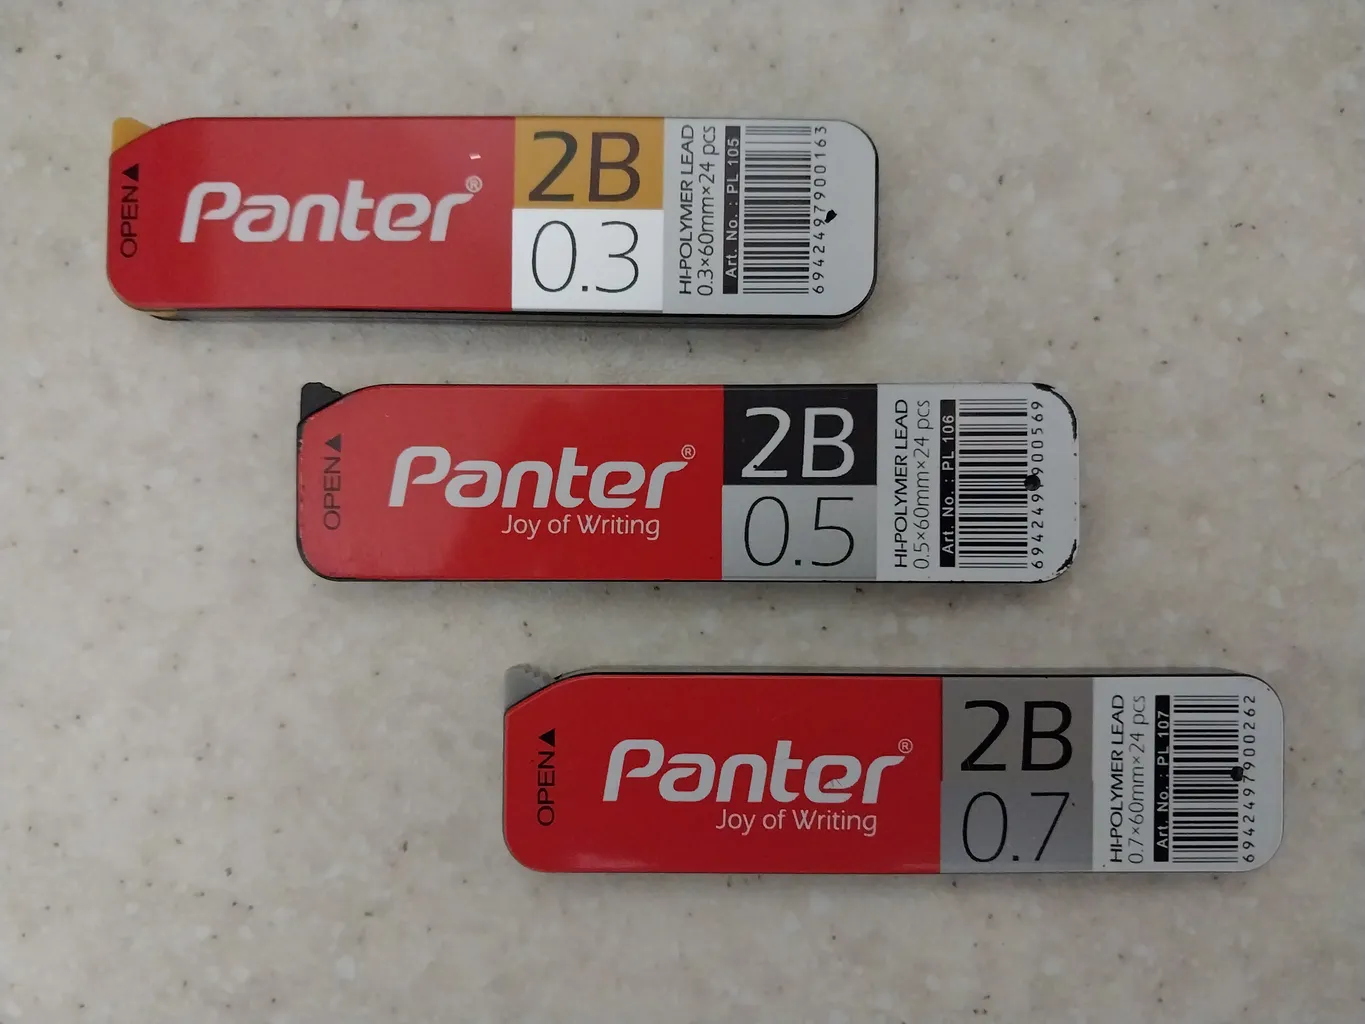 OPEN▲
Panter®
2B
0.3
HI-POLYMER LEAD
0.3×60mm×24 pcs
Art. No. : PL 105
6942497900163
OPEN▲
Panter®
Joy of Writing
2B
0.5
HI-POLYMER LEAD
0.5×60mm×24 pcs
Art. No. : PL 106
OPEN▲
Panter®
Joy of Writing
2B
0.7
HI-POLYMER LEAD
0.7×60mm×24 pcs
Art. No. : PL 107
6942497900262